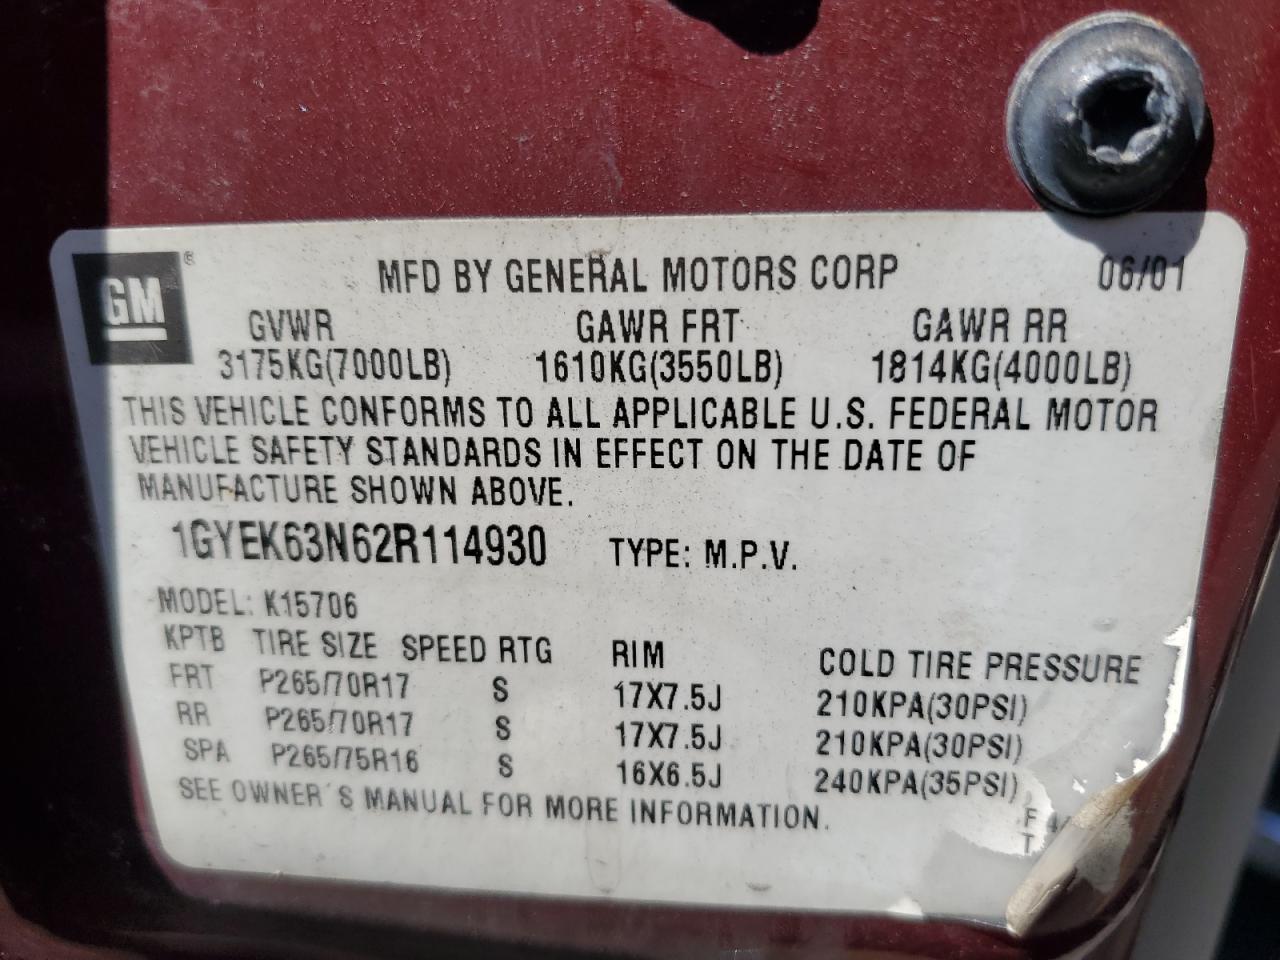 GM®
MFD BY GENERAL MOTORS CORP 06/01
GVWR GAWR FRT GAWR RR
3175KG(7000LB) 1610KG(3550LB) 1814KG(4000LB)
THIS VEHICLE CONFORMS TO ALL APPLICABLE U.S. FEDERAL MOTOR
VEHICLE SAFETY STANDARDS IN EFFECT ON THE DATE OF
MANUFACTURE SHOWN ABOVE.
1GYEK63N62R114930 TYPE: M.P.V.
MODEL: K15706
KPTB TIRE SIZE SPEED RTG RIM COLD TIRE PRESSURE
FRT P265/70R17 S 17X7.5J 210KPA(30PSI)
RR P265/70R17 S 17X7.5J 210KPA(30PSI)
SPA P265/75R16 S 16X6.5J 240KPA(35PSI)
SEE OWNER'S MANUAL FOR MORE INFORMATION.
F
T